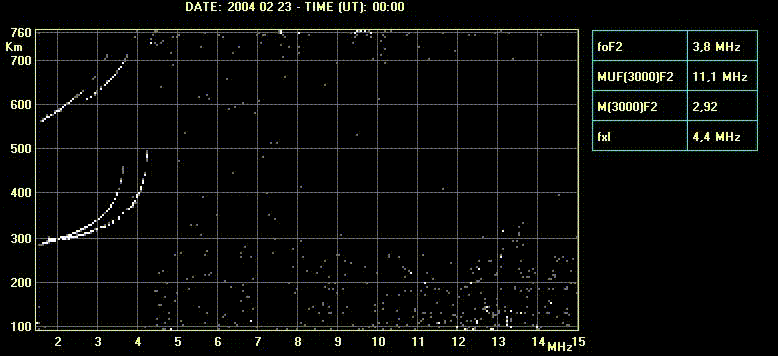 DATE: 2004 02 23 - TIME (UT): 00:00
760
Km
700
600
500
400
300
200
100
2 3 4 5 6 7 8 9 10 11 12 13 14 MHz 15
foF2 3,8 MHz
MUF(3000)F2 11,1 MHz
M(3000)F2 2,92
fxI 4,4 MHz